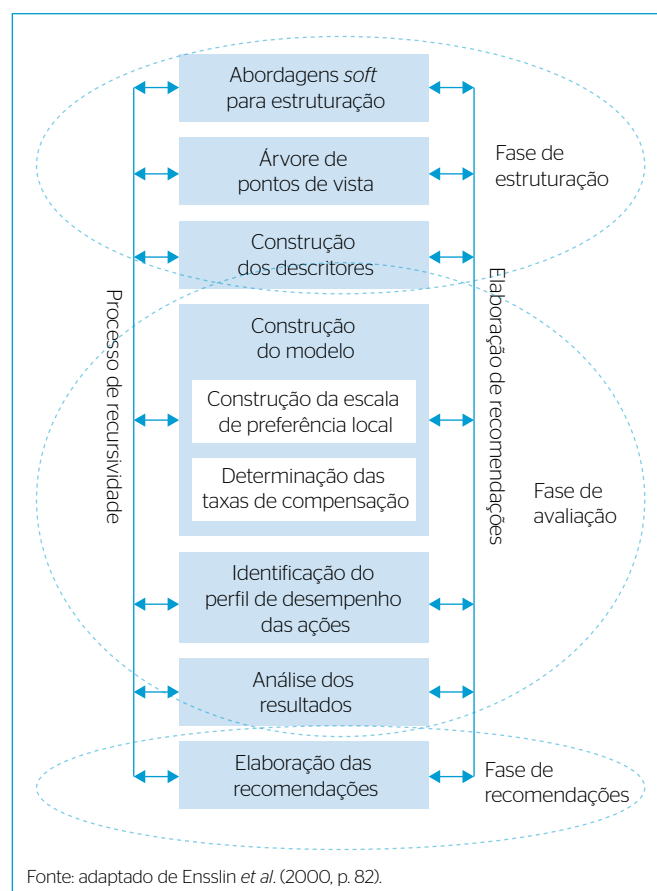 Abordagens soft
para estruturação
Árvore de
pontos de vista
Fase de
estruturação
Construção
dos descritores
Processo de recursividade
Elaboração de recomendações
Construção
do modelo
Construção da escala
de preferência local
Determinação das
taxas de compensação
Fase de
avaliação
Identificação do
perfil de desempenho
das ações
Análise dos
resultados
Elaboração das
recomendações
Fase de
recomendações
Fonte: adaptado de Ensslin et al. (2000, p. 82).